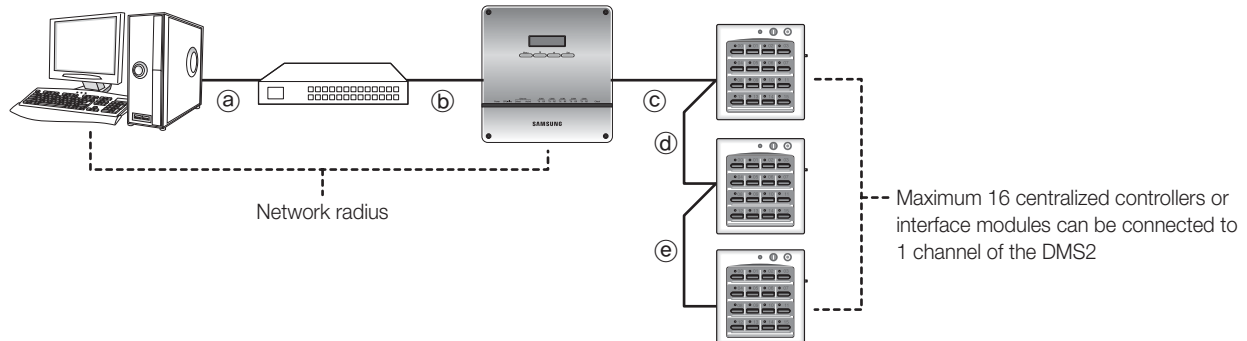 ⓐ
ⓑ
SAMSUNG
ⓒ
ⓓ
ⓔ
Network radius
Maximum 16 centralized controllers or
interface modules can be connected to
1 channel of the DMS2